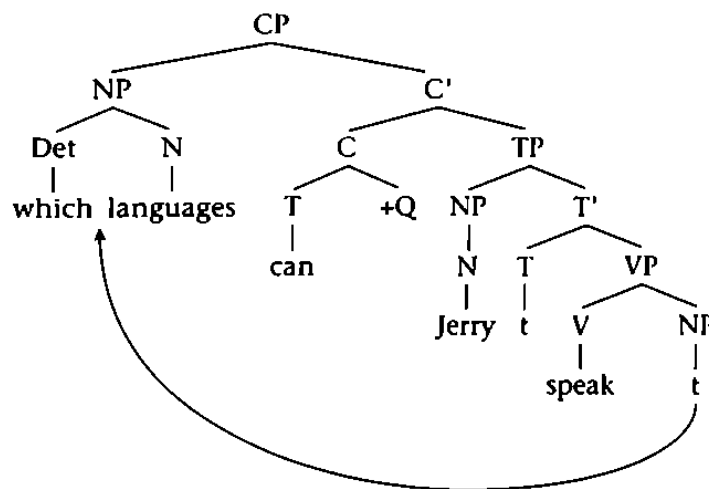 CP
NP C'
Det N C TP
which languages T +Q NP T'
can N T VP
Jerry t V NP
speak t